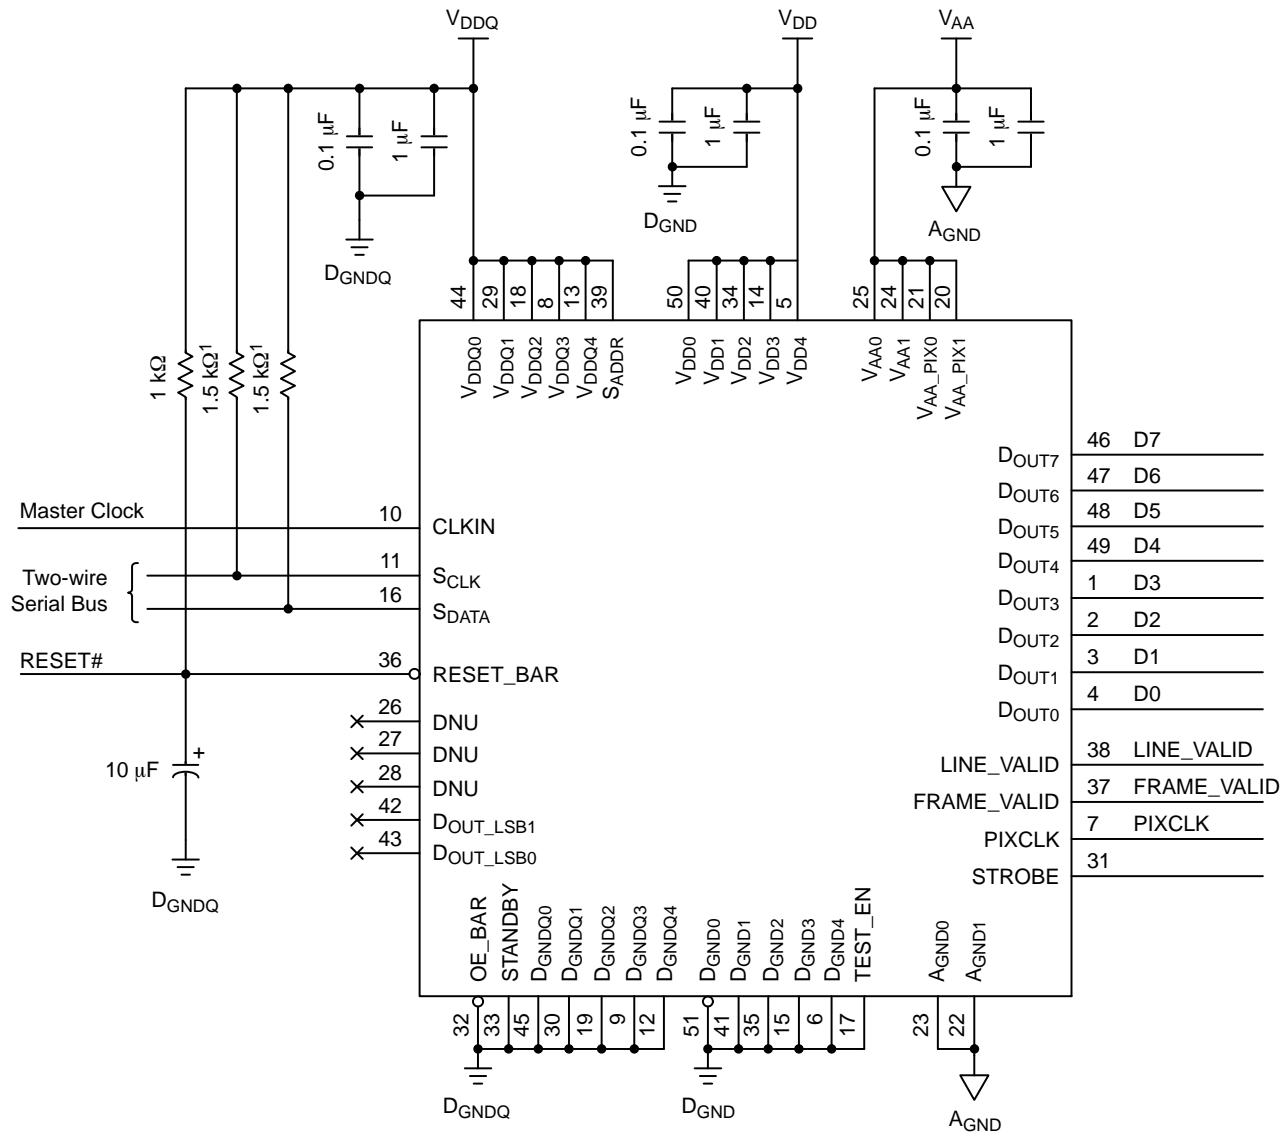 VDDQ
VDD
VAA
0.1 μF
1 μF
0.1 μF
1 μF
0.1 μF
1 μF
DGNDQ
DGND
AGND
44
29
18
8
13
39
50
40
34
14
5
25
24
21
20
VDDQ0
VDDQ1
VDDQ2
VDDQ3
VDDQ4
SADDR
VDD0
VDD1
VDD2
VDD3
VDD4
VAA0
VAA1
VAA_PIX0
VAA_PIX1
1 kΩ
1.5 kΩ¹
1.5 kΩ¹
Master Clock
10
CLKIN
Two-wire
Serial Bus
11
SCLK
16
SDATA
RESET#
36
RESET_BAR
26
DNU
27
DNU
28
DNU
42
DOUT_LSB1
43
DOUT_LSB0
10 μF
+
DGNDQ
DOUT7
46
D7
DOUT6
47
D6
DOUT5
48
D5
DOUT4
49
D4
DOUT3
1
D3
DOUT2
2
D2
DOUT1
3
D1
DOUT0
4
D0
LINE_VALID
38
LINE_VALID
FRAME_VALID
37
FRAME_VALID
PIXCLK
7
PIXCLK
STROBE
31
OE_BAR
STANDBY
DGNDQ0
DGNDQ1
DGNDQ2
DGNDQ3
DGNDQ4
DGND0
DGND1
DGND2
DGND3
DGND4
TEST_EN
AGND0
AGND1
32
33
45
30
19
9
12
51
41
35
15
6
17
23
22
DGNDQ
DGND
AGND